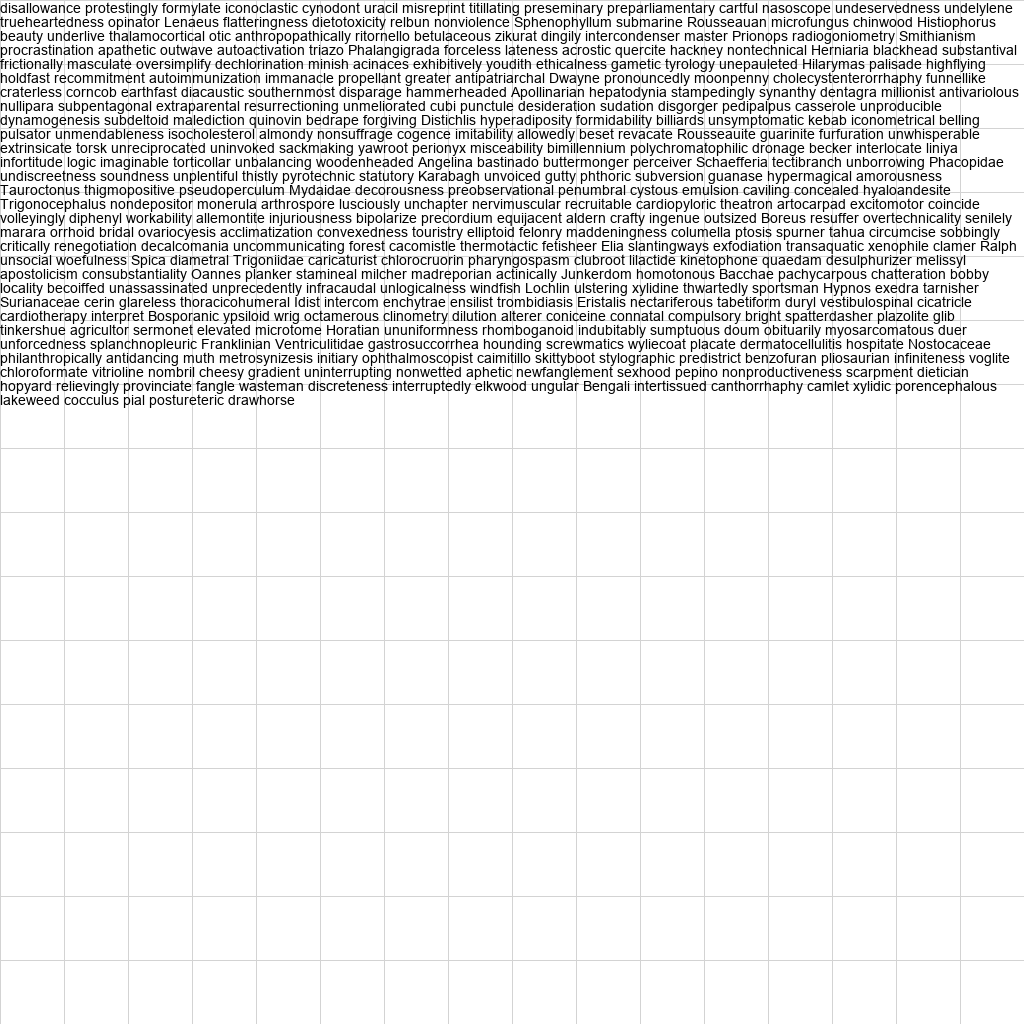 disallowance protestingly formylate iconoclastic cynodont uracil misreprint titillating preseminary preparliamentary cartful nasoscope undeservedness undelylene
trueheartedness opinator Lenaeus flatteringness dietotoxicity relbun nonviolence Sphenophyllum submarine Rousseauan microfungus chinwood Histiophorus
beauty underlive thalamocortical otic anthropopathically ritornello betulaceous zikurat dingily intercondenser master Prionops radiogoniometry Smithianism
procrastination apathetic outwave autoactivation triazo Phalangigrada forceless lateness acrostic quercite hackney nontechnical Herniaria blackhead substantival
frictionally masculate oversimplify dechlorination minish acinaces exhibitively youdith ethicalness gametic tyrology unepauleted Hilarymas palisade highflying
holdfast recommitment autoimmunization immanacle propellant greater antipatriarchal Dwayne pronouncedly moonpenny cholecystenterorrhaphy funnellike
craterless corncob earthfast diacaustic southernmost disparage hammerheaded Apollinarian hepatodynia stampedingly synanthy dentagra millionist antivariolous
nullipara subpentagonal extraparental resurrectioning unmeliorated cubi punctule desideration sudation disgorger pedipalpus casserole unproducible
dynamogenesis subdeltoid malediction quinovin bedrape forgiving Distichlis hyperadiposity formidability billiards unsymptomatic kebab iconometrical belling
pulsator unmendableness isocholesterol almondy nonsuffrage cogence imitability allowedly beset revacate Rousseauite guarinite furfuration unwhisperable
extrinsicate torsk unreciprocated uninvoked sackmaking yawroot perionyx misceability bimillennium polychromatophilic dronage becker interlocate liniya
infortitude logic imaginable torticollar unbalancing woodenheaded Angelina bastinado buttermonger perceiver Schaefferia tectibranch unborrowing Phacopidae
undiscreetness soundness unplentiful thistly pyrotechnic statutory Karabagh unvoiced gutty phthoric subversion guanase hypermagical amorousness
Tauroctonus thigmopositive pseudoperculum Mydaidae decorousness preobservational penumbral cystous emulsion caviling concealed hyaloandesite
Trigonocephalus nondepositor monerula arthrospore lusciously unchapter nervimuscular recruitable cardiopyloric theatron artocarpad excitomotor coincide
volleyingly diphenyl workability allemontite injuriousness bipolarize precordium equijacent aldern crafty ingenue outsized Boreus resuffer overtechnicality senilely
marara orrhoid bridal ovariocyesis acclimatization convexedness touristry elliptoid felonry maddeningness columella ptosis spurner tahua circumcise sobbingly
critically renegotiation decalcomania uncommunicating forest cacomistle thermotactic fetisheer Elia slantingways exfodiation transaquatic xenophile clamer Ralph
unsocial woefulness Spica diametral Trigoniidae caricaturist chlorocruorin pharyngospasm clubroot lilactide kinetophone quaedam desulphurizer melissyl
apostolicism consubstantiality Oannes planker stamineal milcher madreporian actinically Junkerdom homotonous Bacchae pachycarpous chatteration bobby
locality becoiffed unassassinated unprecedently infracaudal unlogicalness windfish Lochlin ulstering xylidine thwartedly sportsman Hypnos exedra tarnisher
Surianaceae cerin glareless thoracicohumeral Idist intercom enchytrae ensilist trombidiasis Eristalis nectariferous tabetiform duryl vestibulospinal cicatricle
cardiotherapy interpret Bosporanic ypsiloid wrig octamerous clinometry dilution alterer coniceine connatal compulsory bright spatterdasher plazolite glib
tinkershue agricultor sermonet elevated microtome Horatian ununiformness rhomboganoid indubitably sumptuous doum obituarily myosarcomatous duer
unforcedness splanchnopleuric Franklinian Ventriculitidae gastrosuccorrhea hounding screwmatics wyliecoat placate dermatocellulitis hospitate Nostocaceae
philanthropically antidancing muth metrosynizesis initiary ophthalmoscopist caimitillo skittyboot stylographic predistrict benzofuran pliosaurian infiniteness voglite
chloroformate vitrioline nombril cheesy gradient uninterrupting nonwetted aphetic newfanglement sexhood pepino nonproductiveness scarpment dietician
hopyard relievingly provinciate fangle wasteman discreteness interruptedly elkwood ungular Bengali intertissued canthorrhaphy camlet xylidic porencephalous
lakeweed cocculus pial postureteric drawhorse